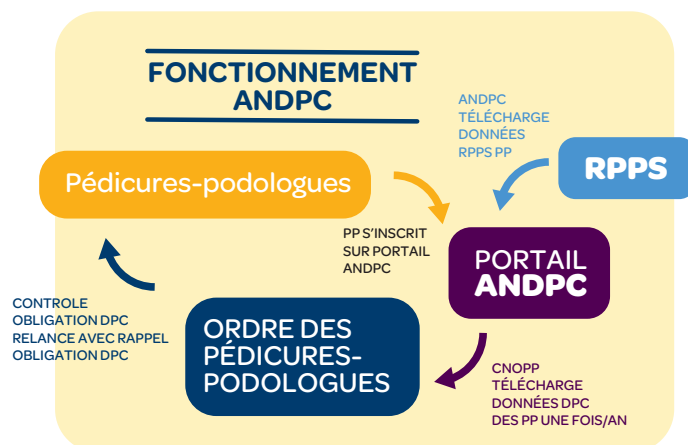 FONCTIONNEMENT
ANDPC
ANDPC
TÉLÉCHARGE
DONNÉES
RPPS PP
RPPS
Pédicures-podologues
PP S'INSCRIT
SUR PORTAIL
ANDPC
PORTAIL
ANDPC
CONTROLE
OBLIGATION DPC
RELANCE AVEC RAPPEL
OBLIGATION DPC
ORDRE DES
PÉDICURES-
PODOLOGUES
CNOPP
TÉLÉCHARGE
DONNÉES DPC
DES PP UNE FOIS/AN